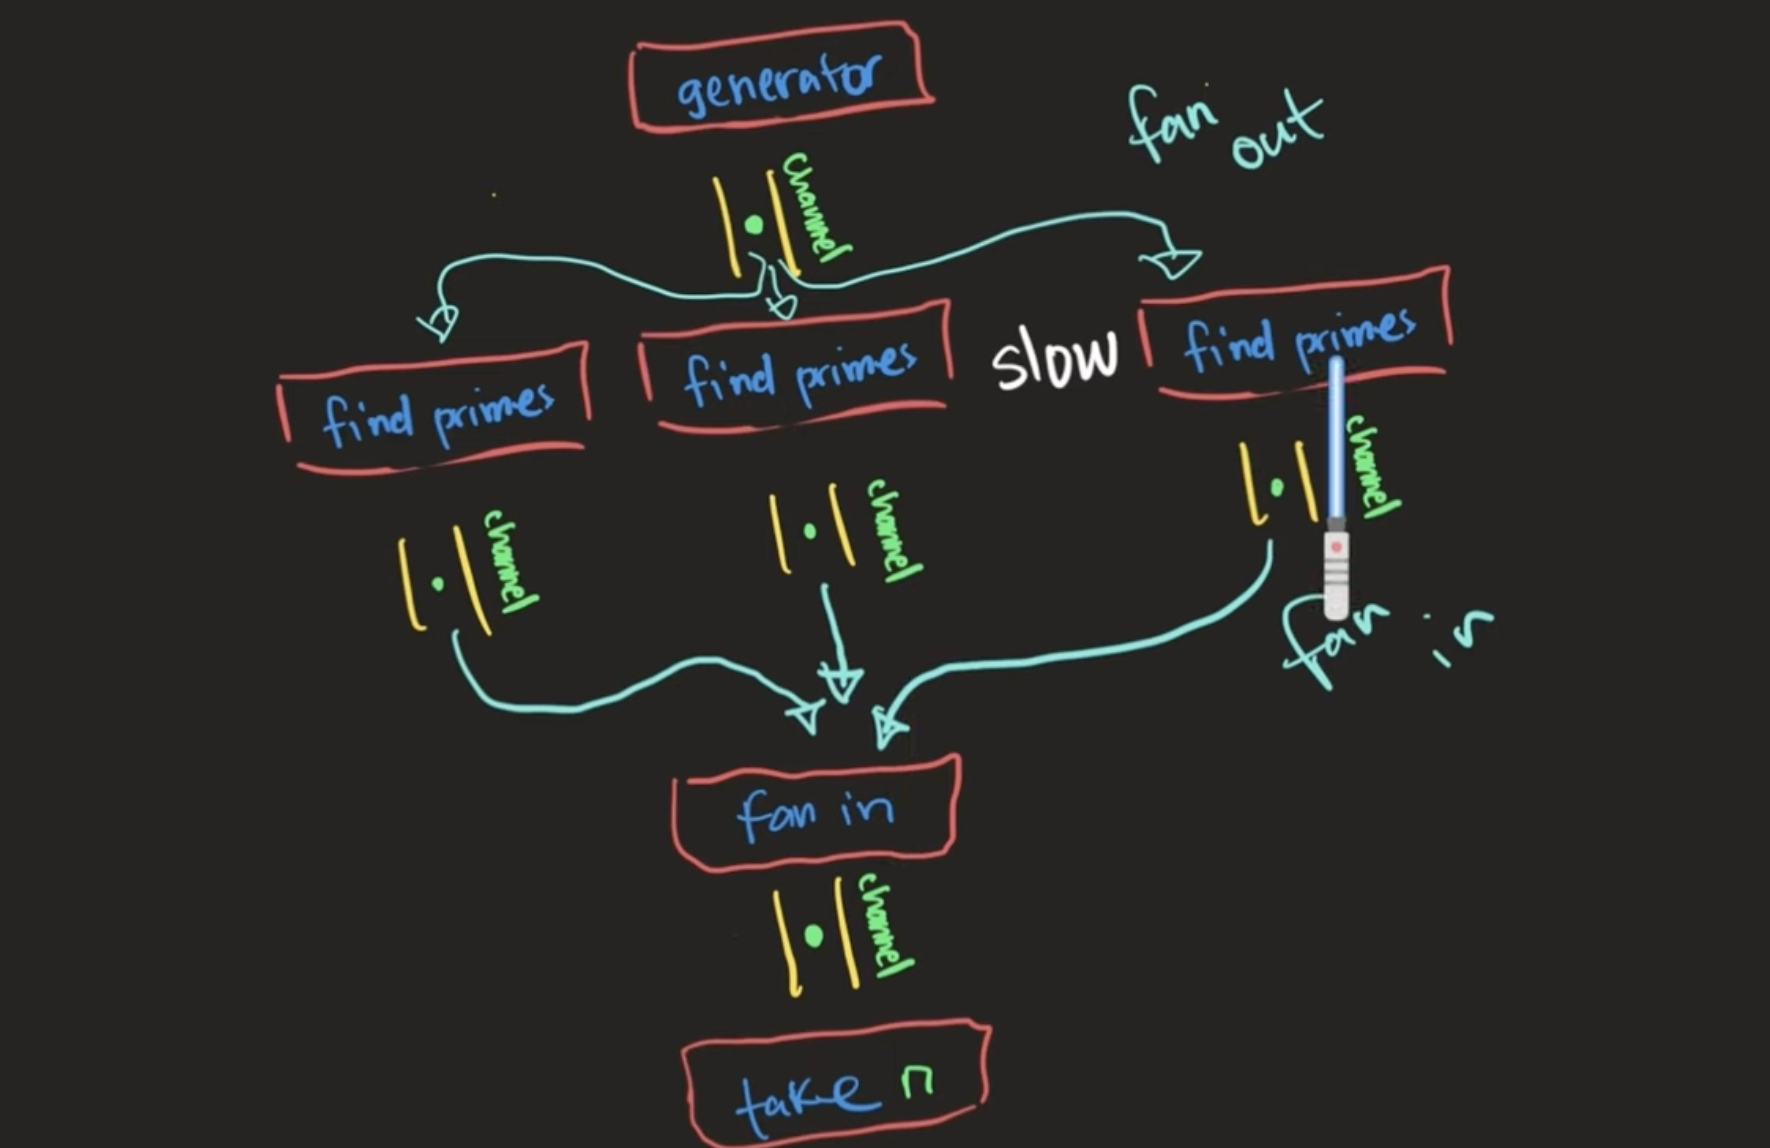 generator
fan out
channel
find primes
find primes
slow
find primes
channel
channel
channel
fan in
fan in
channel
take n